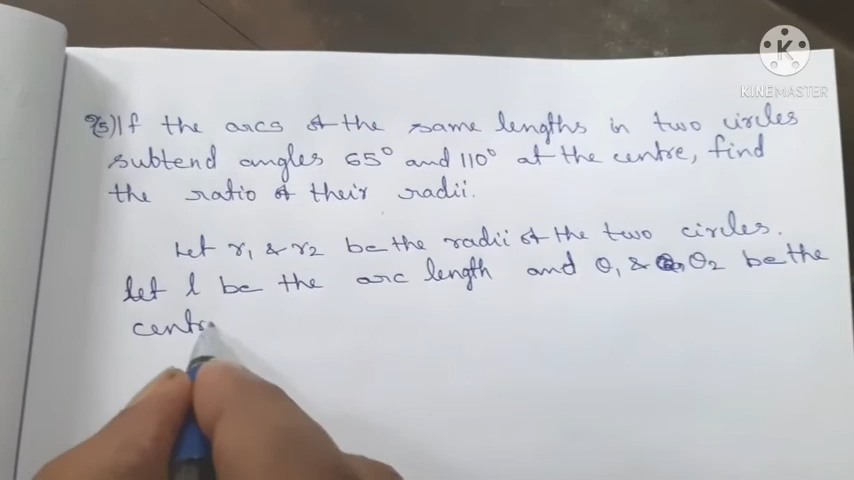 KINEMASTER
Q5) If the arcs of the same lengths in two circles
subtend angles 65° and 110° at the centre, find
the ratio of their radii.
Let r1 & r2 be the radii of the two circles.
let l be the arc length and θ1 & θ2 be the
centr